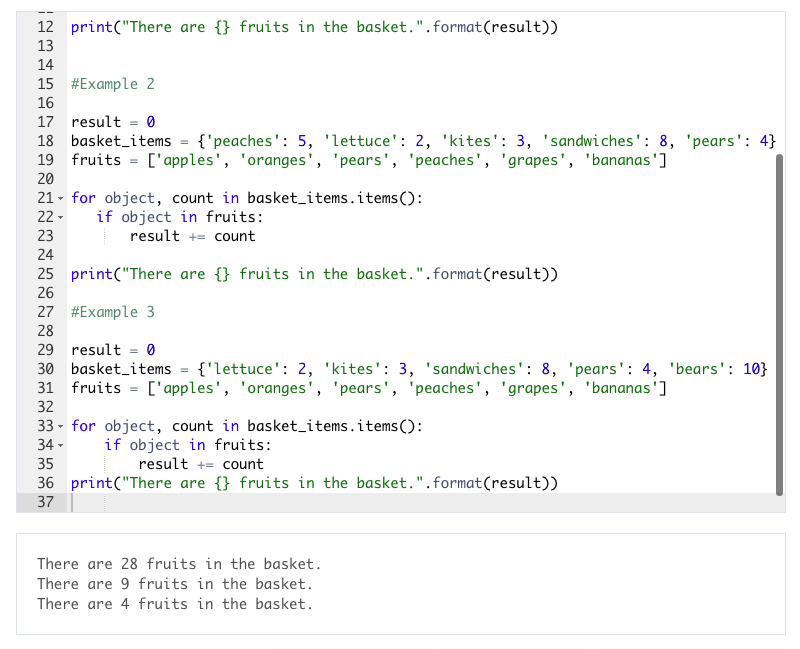 12 print("There are {} fruits in the basket.".format(result))
13
14
15 #Example 2
16
17 result = 0
18 basket_items = {'peaches': 5, 'lettuce': 2, 'kites': 3, 'sandwiches': 8, 'pears': 4}
19 fruits = ['apples', 'oranges', 'pears', 'peaches', 'grapes', 'bananas']
20
21 for object, count in basket_items.items():
22    if object in fruits:
23        result += count
24
25 print("There are {} fruits in the basket.".format(result))
26
27 #Example 3
28
29 result = 0
30 basket_items = {'lettuce': 2, 'kites': 3, 'sandwiches': 8, 'pears': 4, 'bears': 10}
31 fruits = ['apples', 'oranges', 'pears', 'peaches', 'grapes', 'bananas']
32
33 for object, count in basket_items.items():
34     if object in fruits:
35         result += count
36 print("There are {} fruits in the basket.".format(result))
37
There are 28 fruits in the basket.
There are 9 fruits in the basket.
There are 4 fruits in the basket.